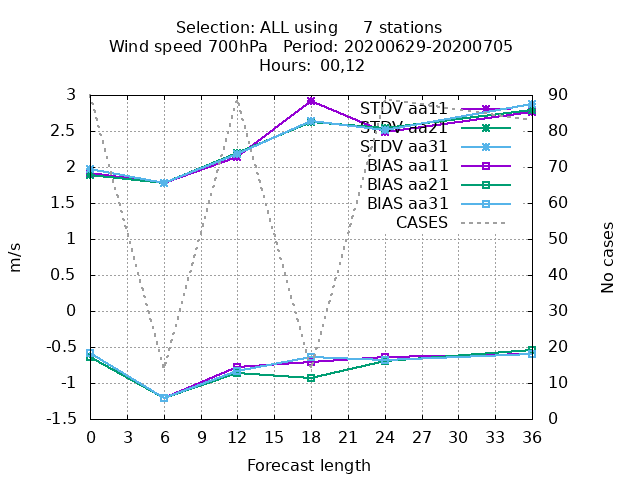 Selection: ALL using 7 stations
Wind speed 700hPa Period: 20200629-20200705
Hours: 00,12
3
2.5
2
1.5
1
0.5
0
-0.5
-1
-1.5
m/s
STDV aa11
STDV aa21
STDV aa31
BIAS aa11
BIAS aa21
BIAS aa31
CASES
90
80
70
60
50
40
30
20
10
0
No cases
0 3 6 9 12 15 18 21 24 27 30 33 36
Forecast length